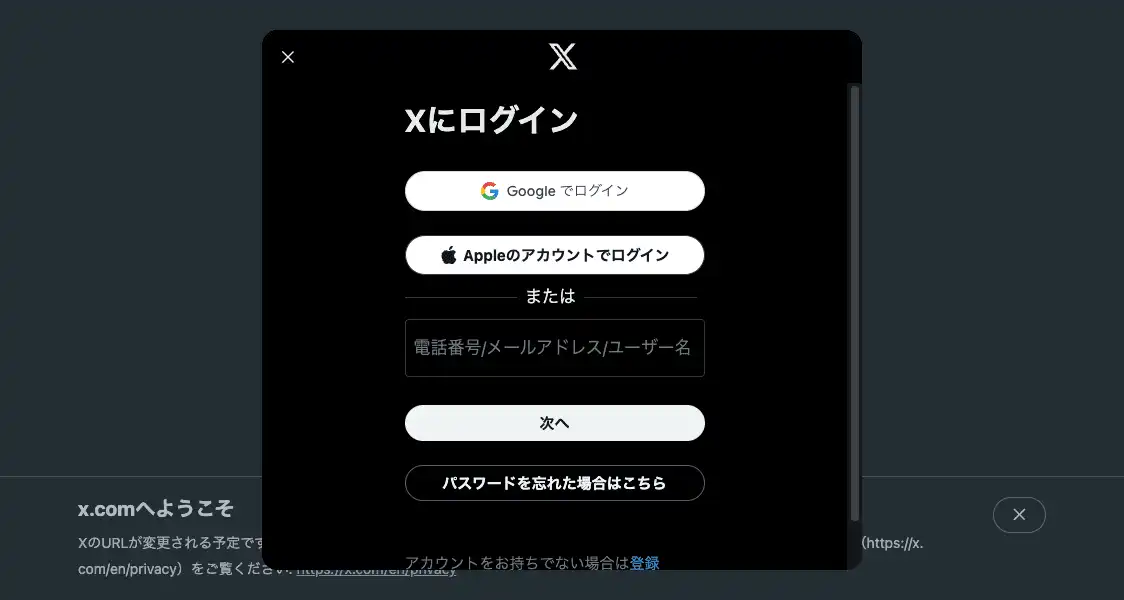 Xにログイン
Google でログイン
Appleのアカウントでログイン
または
電話番号/メールアドレス/ユーザー名
次へ
パスワードを忘れた場合はこちら
アカウントをお持ちでない場合は登録
x.comへようこそ
XのURLが変更される予定です
（https://x.
com/en/privacy）をご覧ください. https://x.com/en/privacy